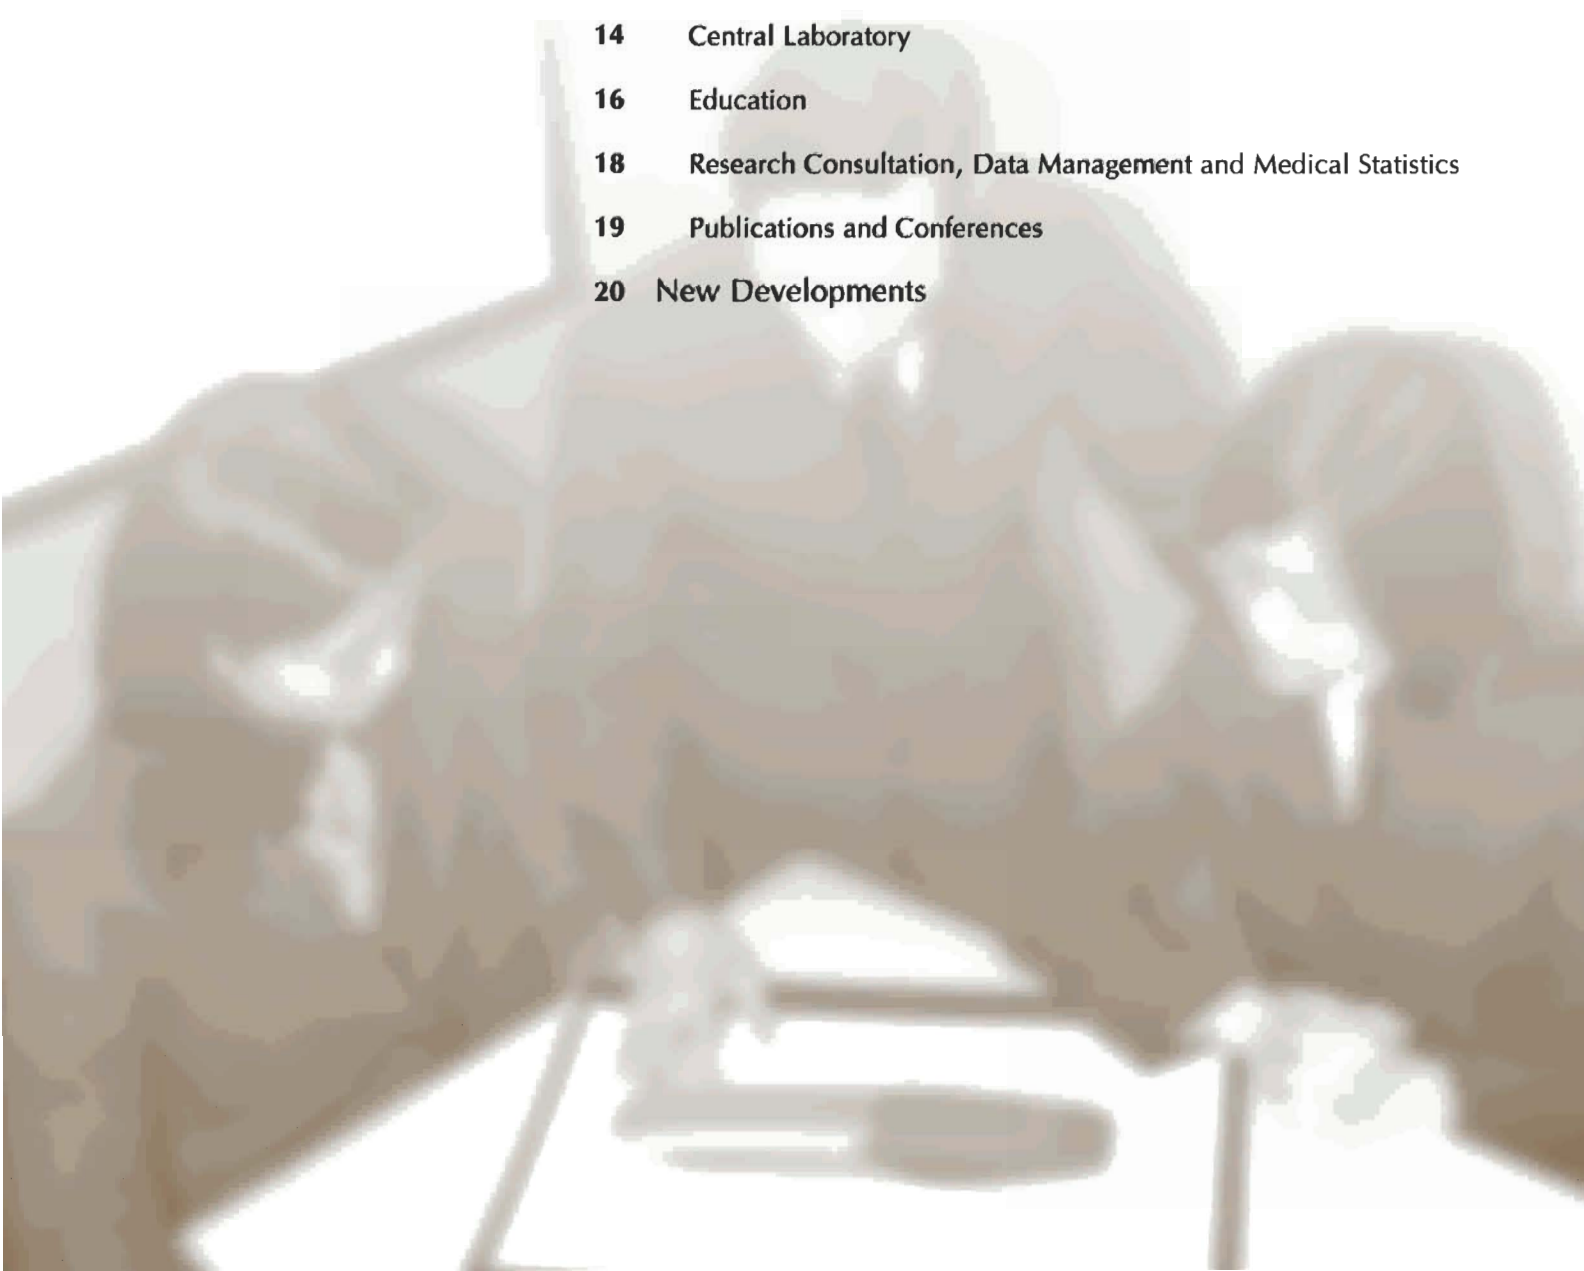 14 Central Laboratory
16 Education
18 Research Consultation, Data Management and Medical Statistics
19 Publications and Conferences
20 New Developments